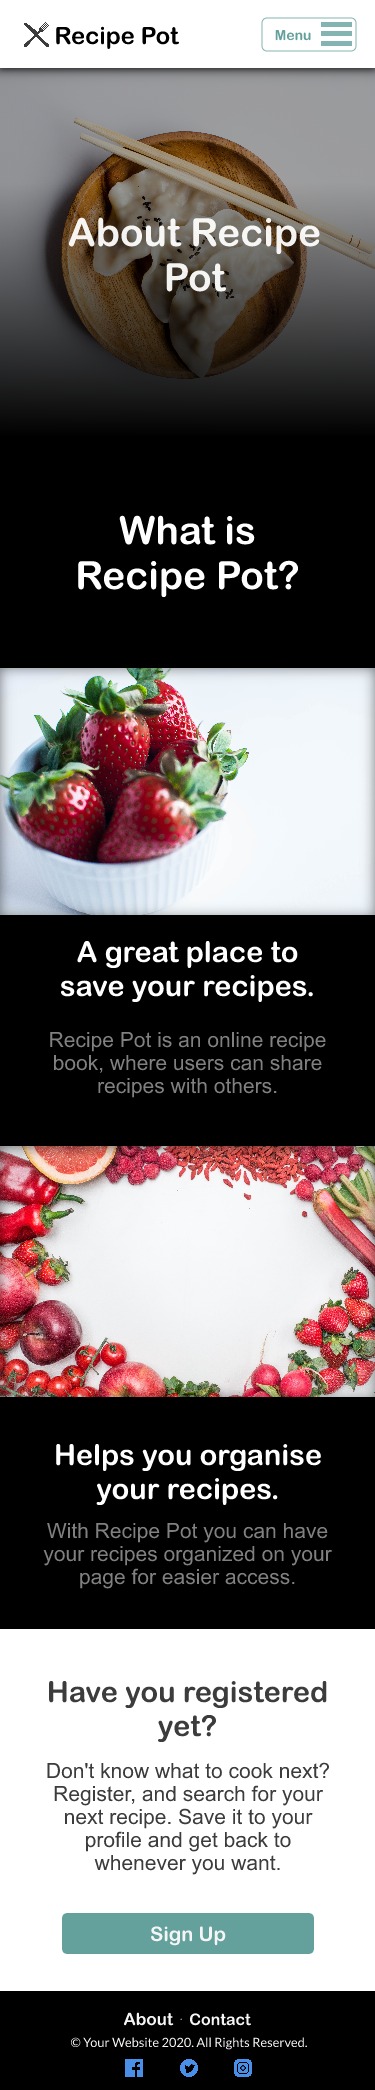 Recipe Pot
Menu
About Recipe
Pot
What is
Recipe Pot?
A great place to
save your recipes.
Recipe Pot is an online recipe
book, where users can share
recipes with others.
Helps you organise
your recipes.
With Recipe Pot you can have
your recipes organized on your
page for easier access.
Have you registered
yet?
Don't know what to cook next?
Register, and search for your
next recipe. Save it to your
profile and get back to
whenever you want.
Sign Up
About · Contact
© Your Website 2020. All Rights Reserved.